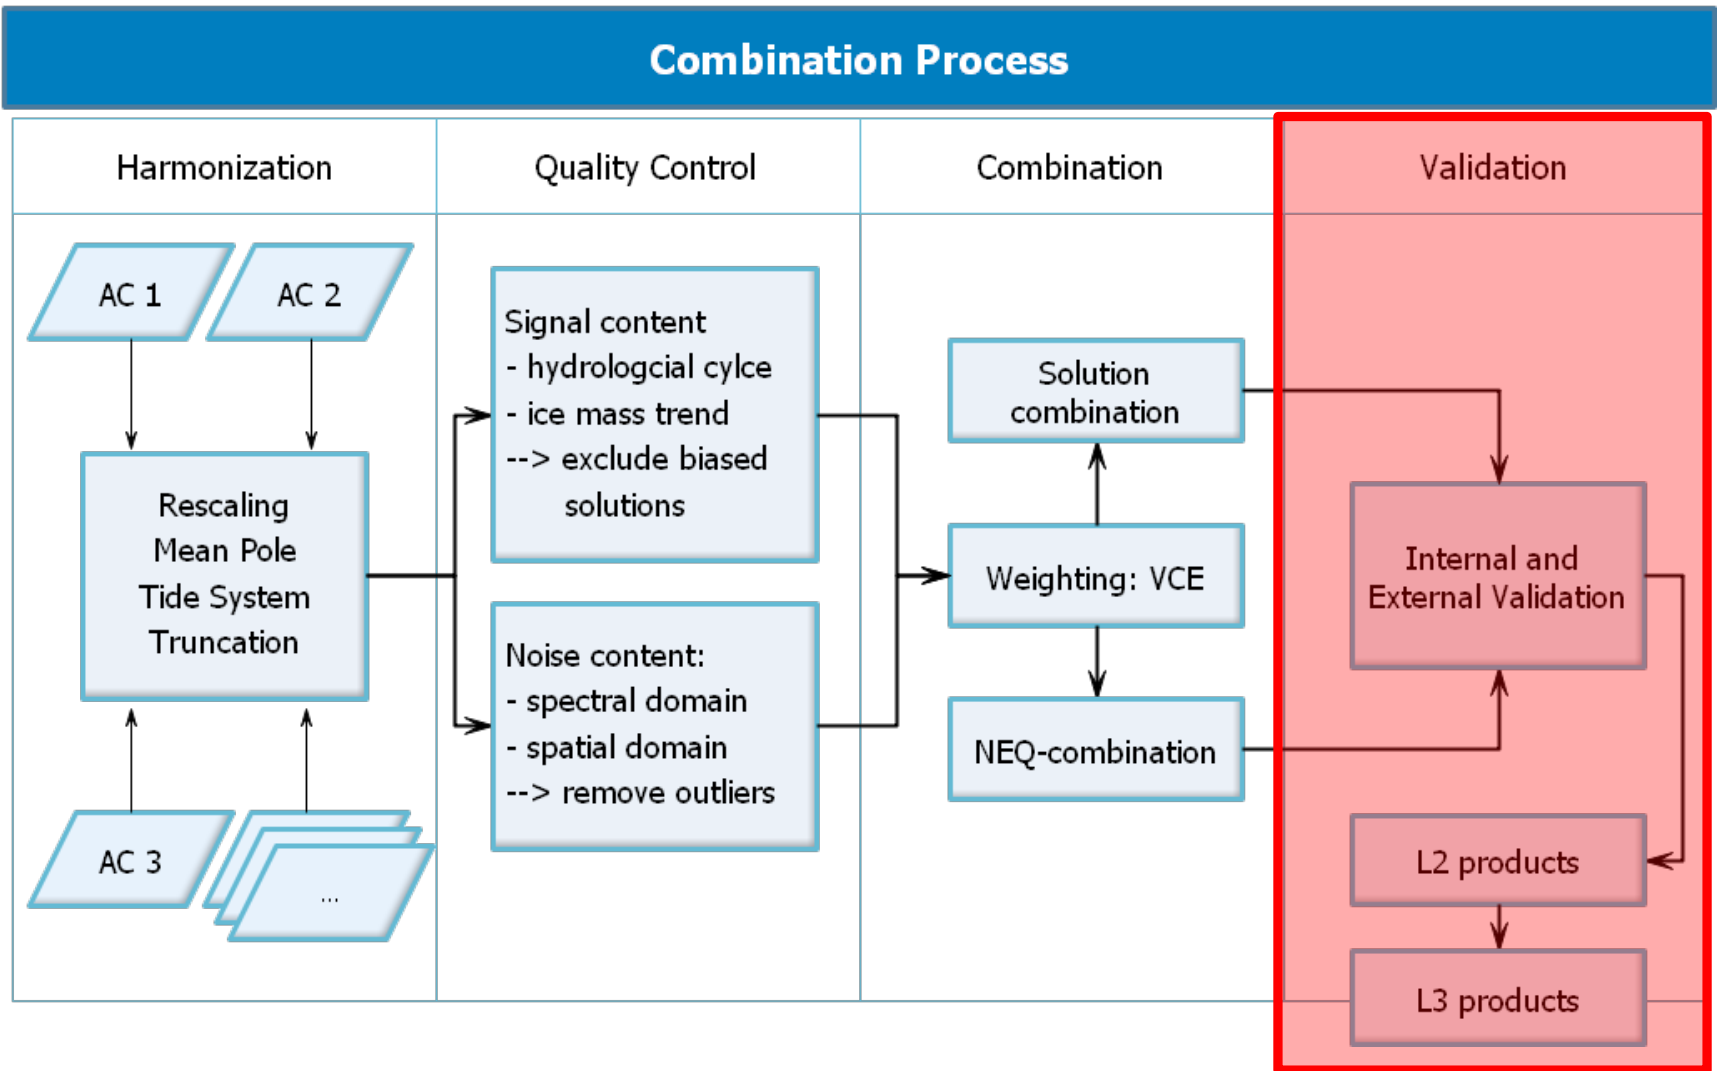 Combination Process
Harmonization
Quality Control
Combination
Validation
AC 1
AC 2
Rescaling
Mean Pole
Tide System
Truncation
AC 3
...
Signal content
- hydrologcial cylce
- ice mass trend
--> exclude biased
solutions
Noise content:
- spectral domain
- spatial domain
--> remove outliers
Solution
combination
Weighting: VCE
NEQ-combination
Internal and
External Validation
L2 products
L3 products